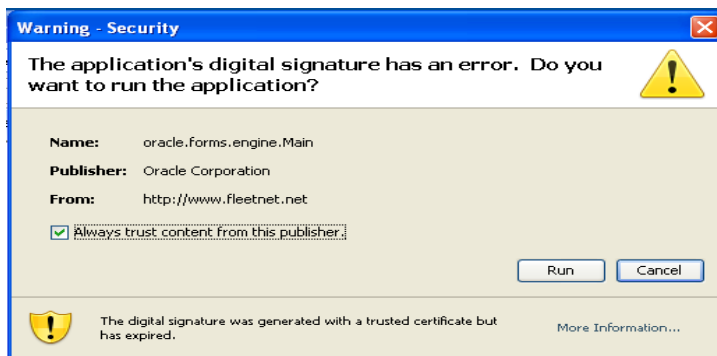 Warning - Security
The application's digital signature has an error. Do you
want to run the application?
Name: oracle.forms.engine.Main
Publisher: Oracle Corporation
From: http://www.fleetnet.net
Always trust content from this publisher.
Run Cancel
The digital signature was generated with a trusted certificate but
has expired.
More Information...